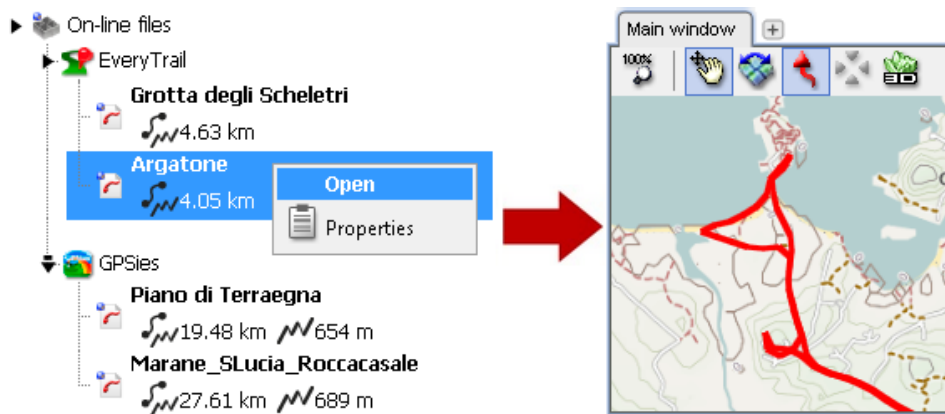 On-line files
EveryTrail
Grotta degli Scheletri
4.63 km
Argatone
4.05 km
Open
Properties
GPSies
Piano di Terraegna
19.48 km 654 m
Marane_SLucia_Roccacasale
27.61 km 689 m
Main window
100%
3D